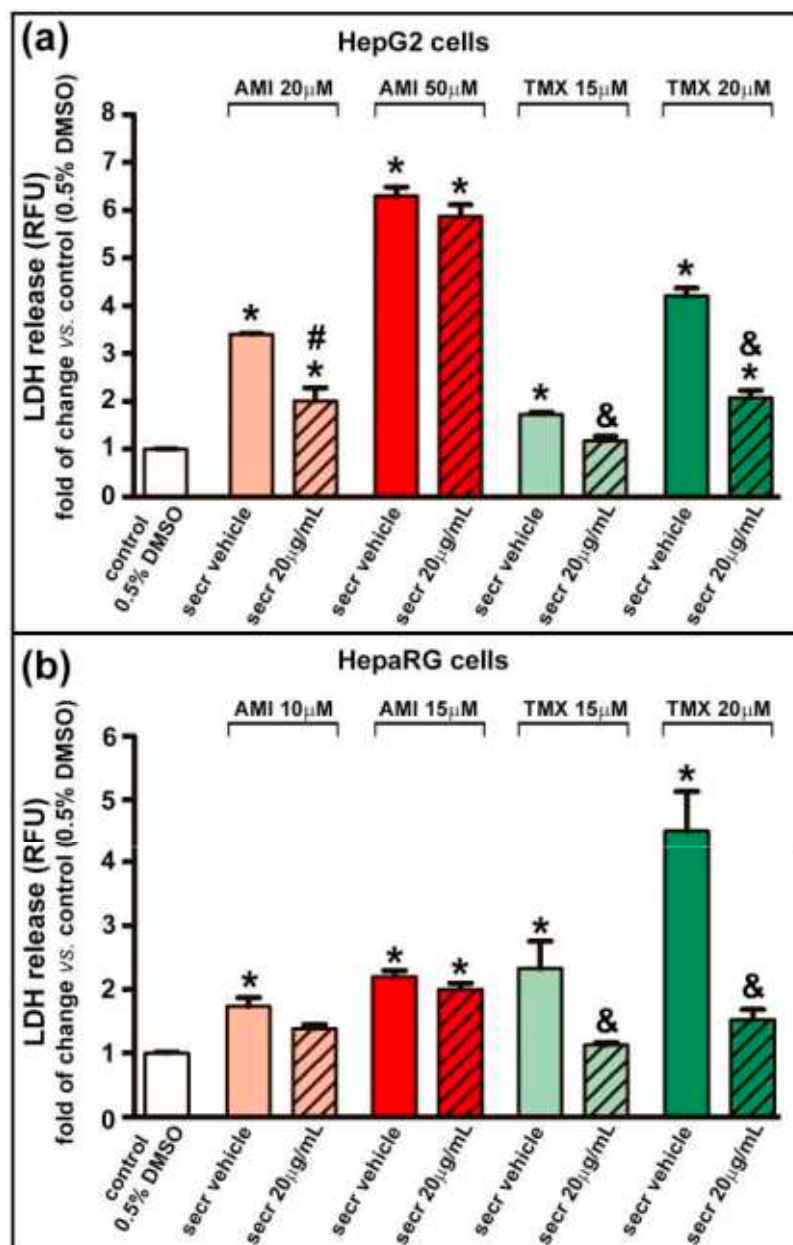 (a)
HepG2 cells
AMI 20μM AMI 50μM TMX 15μM TMX 20μM
LDH release (RFU)
fold of change vs. control (0.5% DMSO)
8
7
6
5
4
3
2
1
0
* # * * * * & * & *
control
0.5% DMSO
secr vehicle
secr 20μg/mL
secr vehicle
secr 20μg/mL
secr vehicle
secr 20μg/mL
secr vehicle
secr 20μg/mL
(b)
HepaRG cells
AMI 10μM AMI 15μM TMX 15μM TMX 20μM
LDH release (RFU)
fold of change vs. control (0.5% DMSO)
6
5
4
3
2
1
0
* * * * & * &
control
0.5% DMSO
secr vehicle
secr 20μg/mL
secr vehicle
secr 20μg/mL
secr vehicle
secr 20μg/mL
secr vehicle
secr 20μg/mL